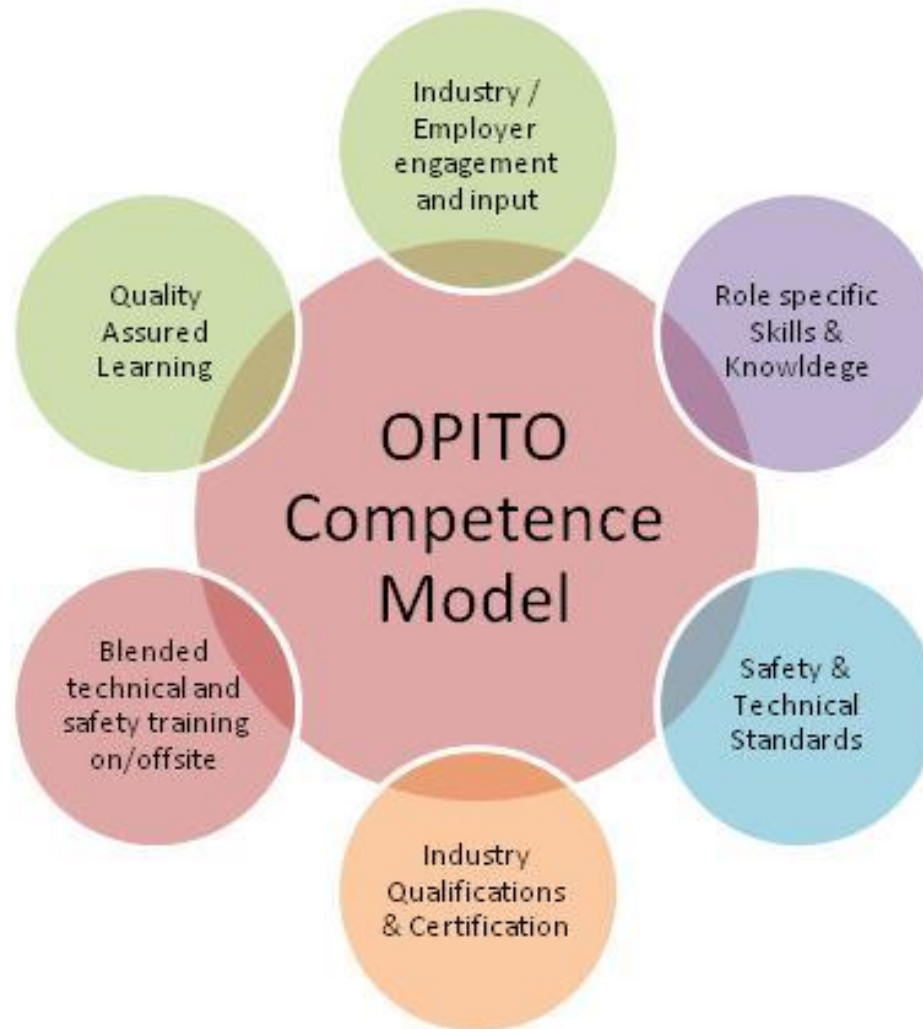 Industry /
Employer
engagement
and input
Role specific
Skills &
Knowldege
Safety &
Technical
Standards
Industry
Qualifications
& Certification
Blended
technical and
safety training
on/offsite
Quality
Assured
Learning
OPITO
Competence
Model